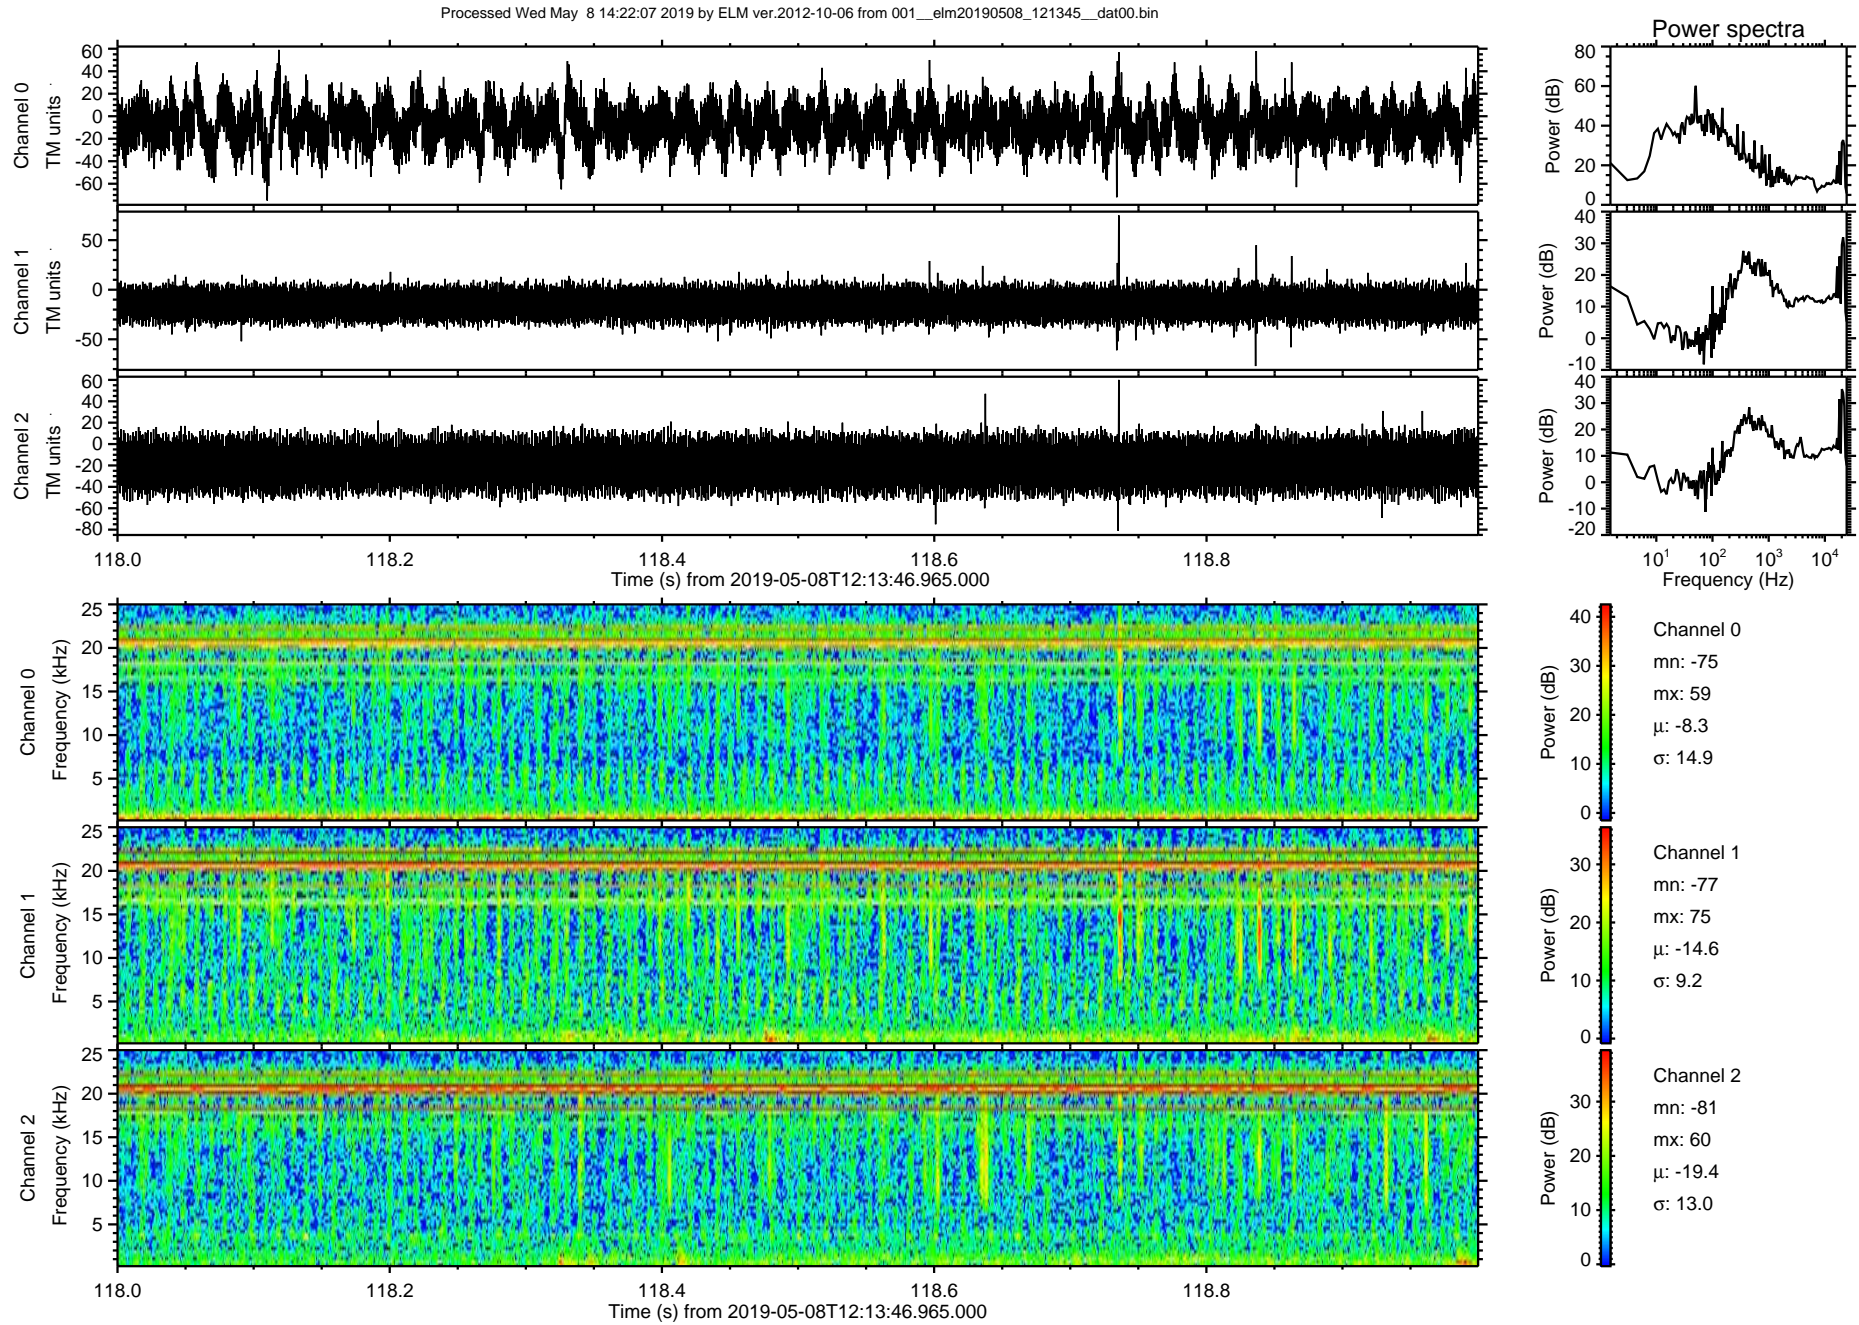 Processed Wed May  8 14:22:07 2019 by ELM ver.2012-10-06 from 001__elm20190508_121345__dat00.bin
Power spectra
Channel 0
TM units
60
40
20
0
-20
-40
-60
Power (dB)
80
60
40
20
0
Channel 1
TM units
50
0
-50
Power (dB)
40
30
20
10
0
-10
Channel 2
TM units
60
40
20
0
-20
-40
-60
-80
Power (dB)
40
30
20
10
0
-10
-20
118.0 118.2 118.4 118.6 118.8
Time (s) from 2019-05-08T12:13:46.965.000
10^1 10^2 10^3 10^4
Frequency (Hz)
Channel 0
Frequency (kHz)
25
20
15
10
5
Power (dB)
40
30
20
10
0
Channel 0
mn: -75
mx: 59
μ: -8.3
σ: 14.9
Channel 1
Frequency (kHz)
25
20
15
10
5
Power (dB)
30
20
10
0
Channel 1
mn: -77
mx: 75
μ: -14.6
σ: 9.2
Channel 2
Frequency (kHz)
25
20
15
10
5
Power (dB)
30
20
10
0
Channel 2
mn: -81
mx: 60
μ: -19.4
σ: 13.0
118.0 118.2 118.4 118.6 118.8
Time (s) from 2019-05-08T12:13:46.965.000